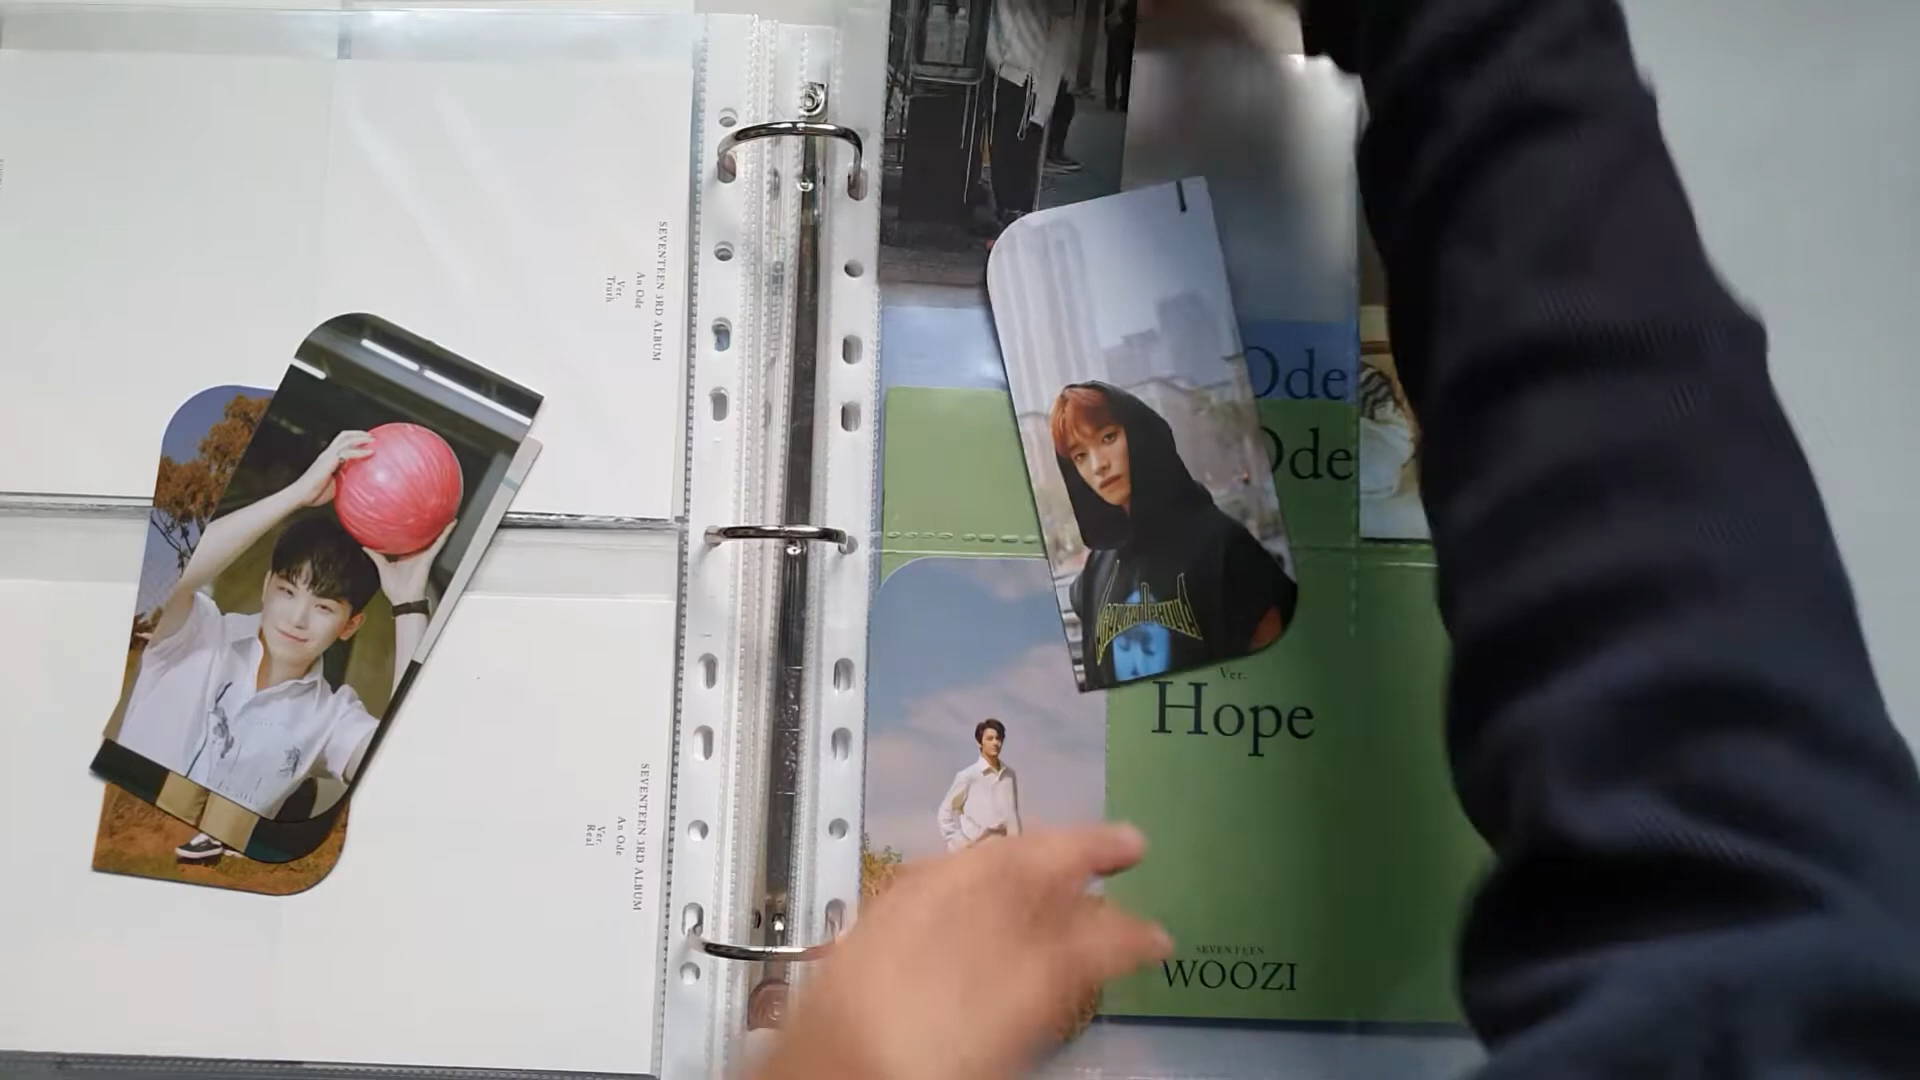 SEVENTEEN 3RD ALBUM
An Ode
Ver.
Truth
SEVENTEEN 3RD ALBUM
An Ode
Ver.
Real
Ode
Ode
Ver.
Hope
SEVENTEEN
WOOZI